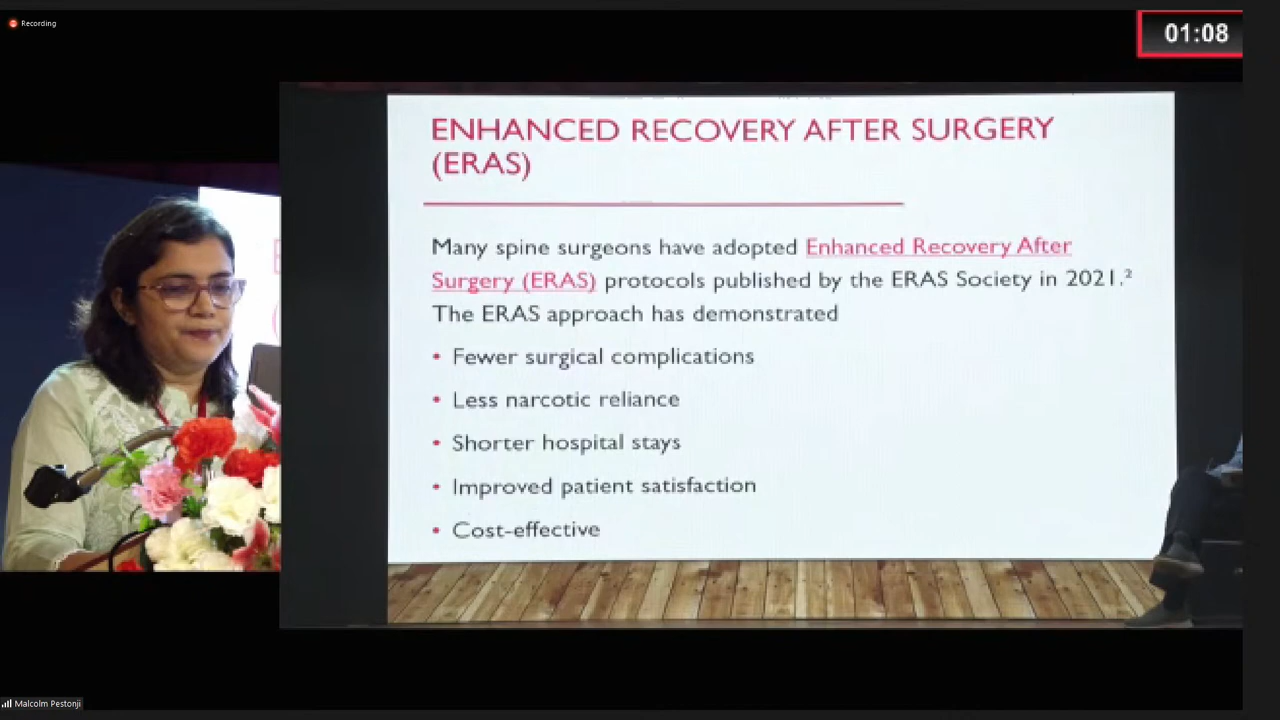 Recording
01:08
ENHANCED RECOVERY AFTER SURGERY
(ERAS)
Many spine surgeons have adopted Enhanced Recovery After
Surgery (ERAS) protocols published by the ERAS Society in 2021.²
The ERAS approach has demonstrated
• Fewer surgical complications
• Less narcotic reliance
• Shorter hospital stays
• Improved patient satisfaction
• Cost-effective
Malcolm Pestonji